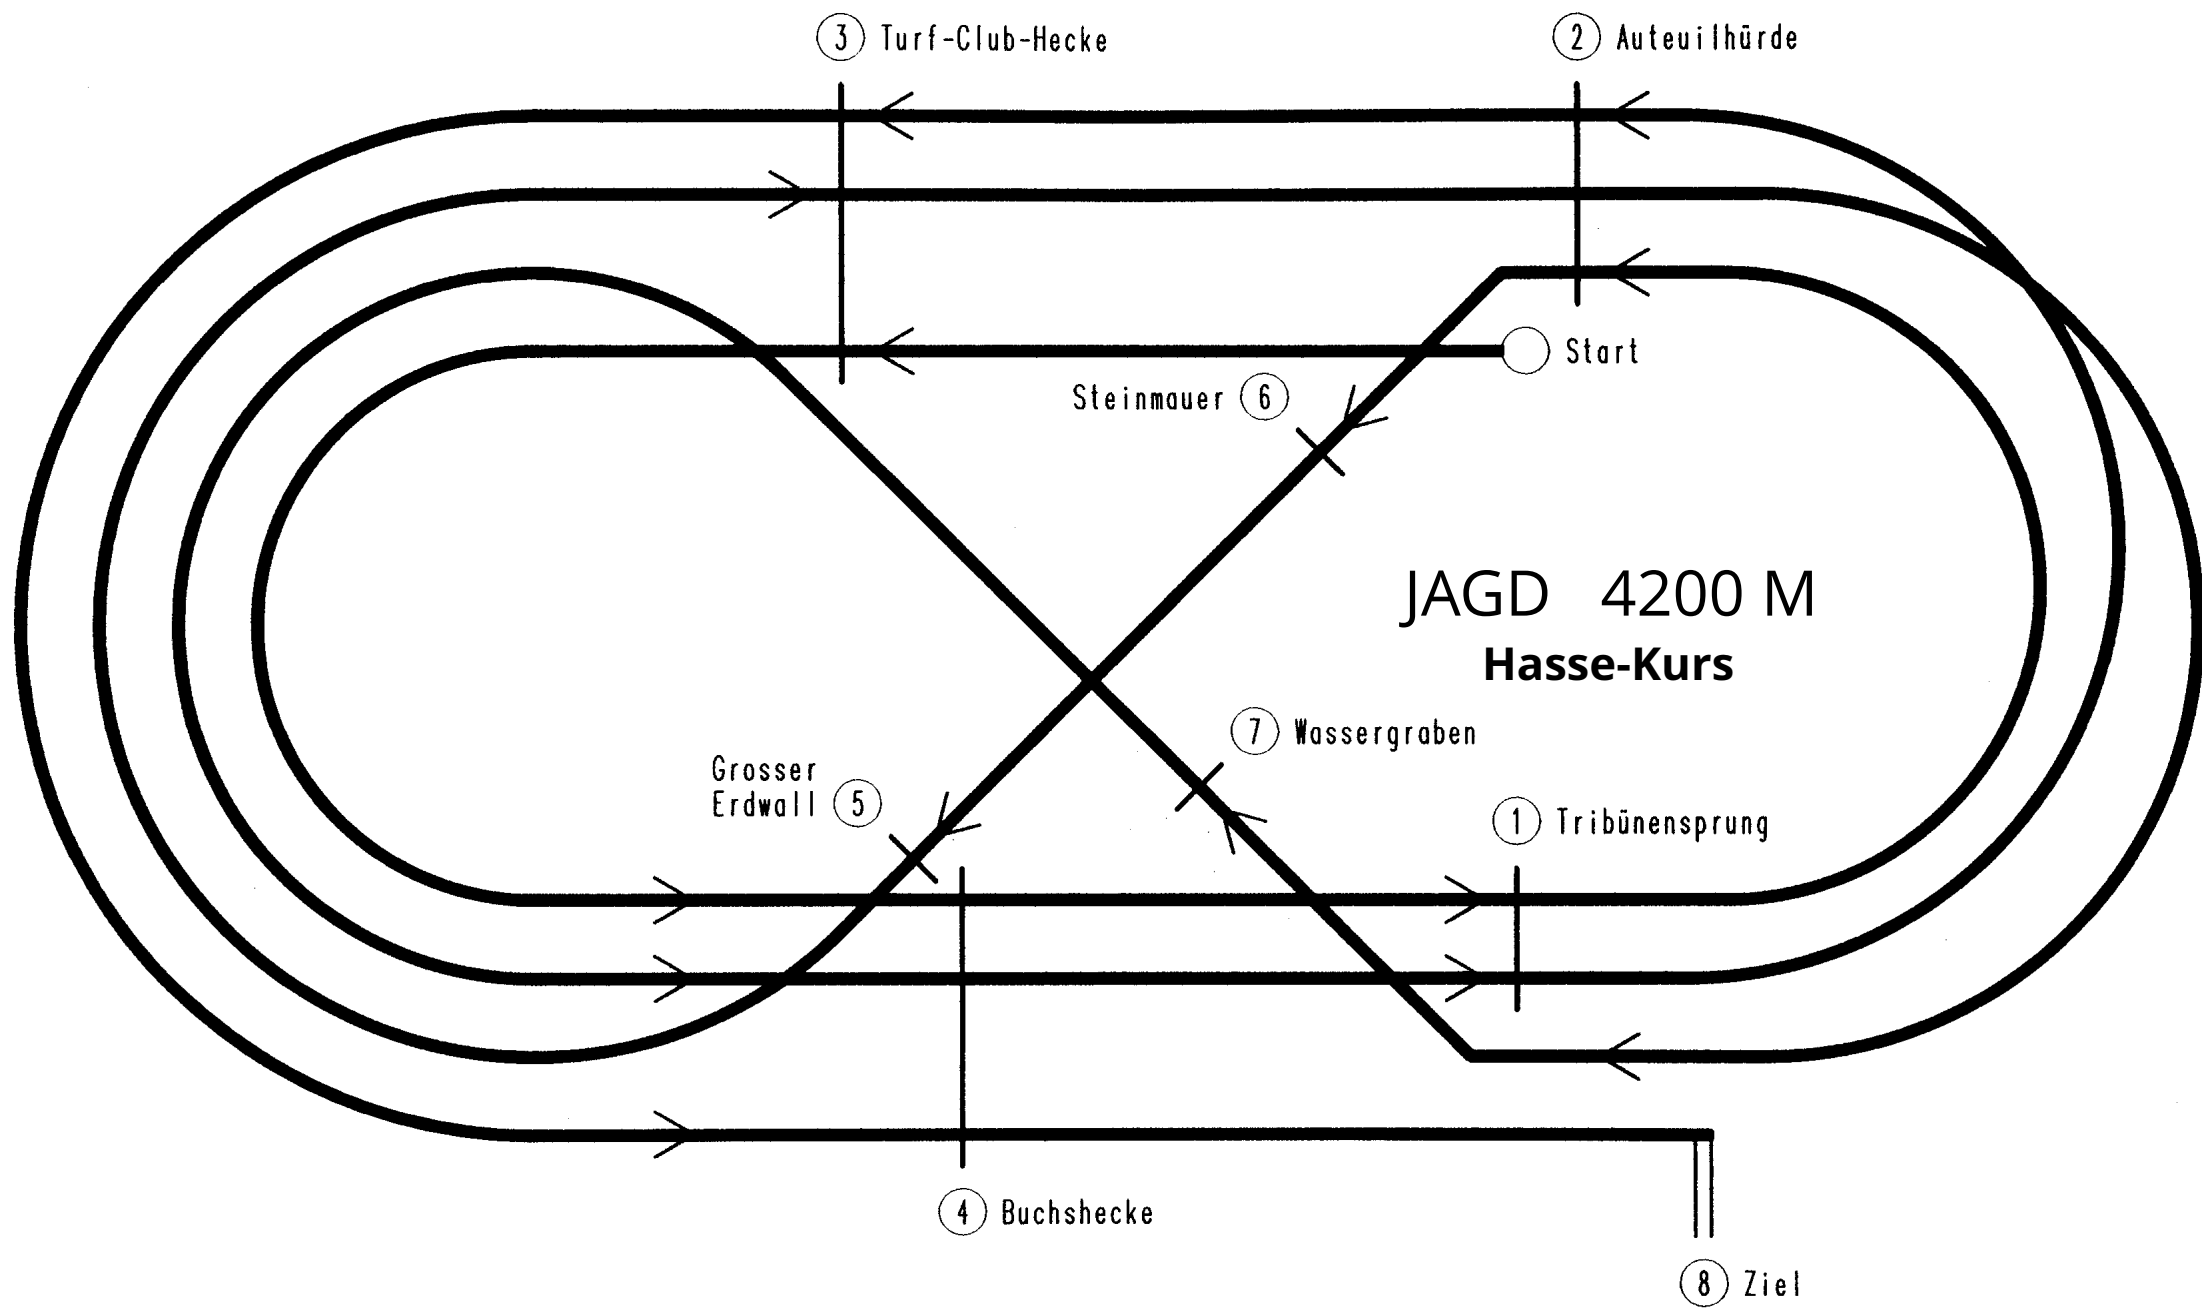 3 Turf-Club-Hecke
2 Auteuilhürde
Start
Steinmauer 6
JAGD 4200 M
Hasse-Kurs
7 Wassergraben
Grosser
Erdwall 5
1 Tribünensprung
4 Buchshecke
8 Ziel